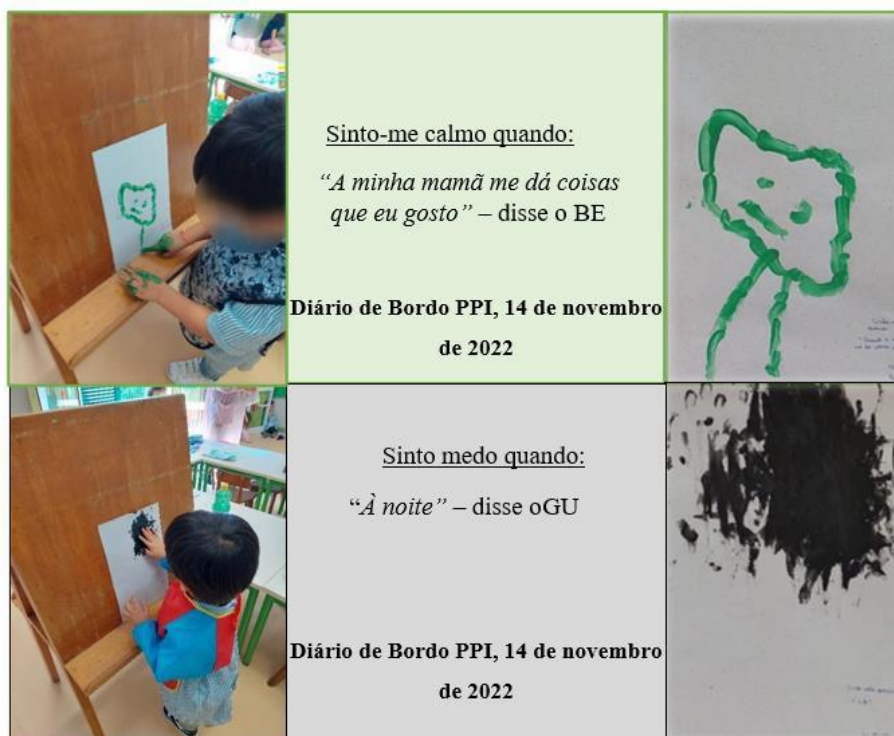 Sinto-me calmo quando:
“A minha mamã me dá coisas
que eu gosto” – disse o BE
Diário de Bordo PPI, 14 de novembro
de 2022
Sinto medo quando:
“À noite” – disse oGU
Diário de Bordo PPI, 14 de novembro
de 2022